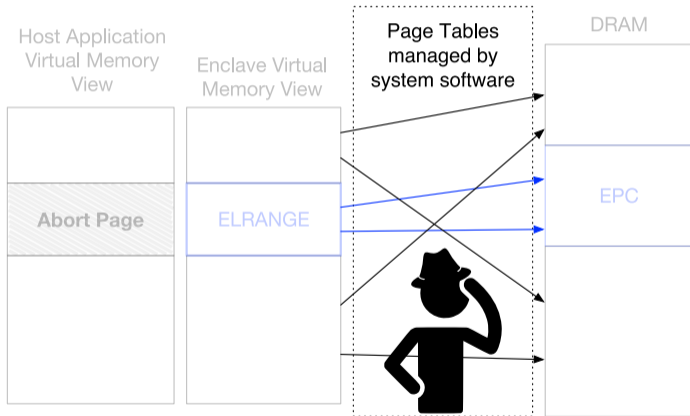 Host Application
Virtual Memory
View
Enclave Virtual
Memory View
Page Tables
managed by
system software
DRAM
Abort Page
ELRANGE
EPC